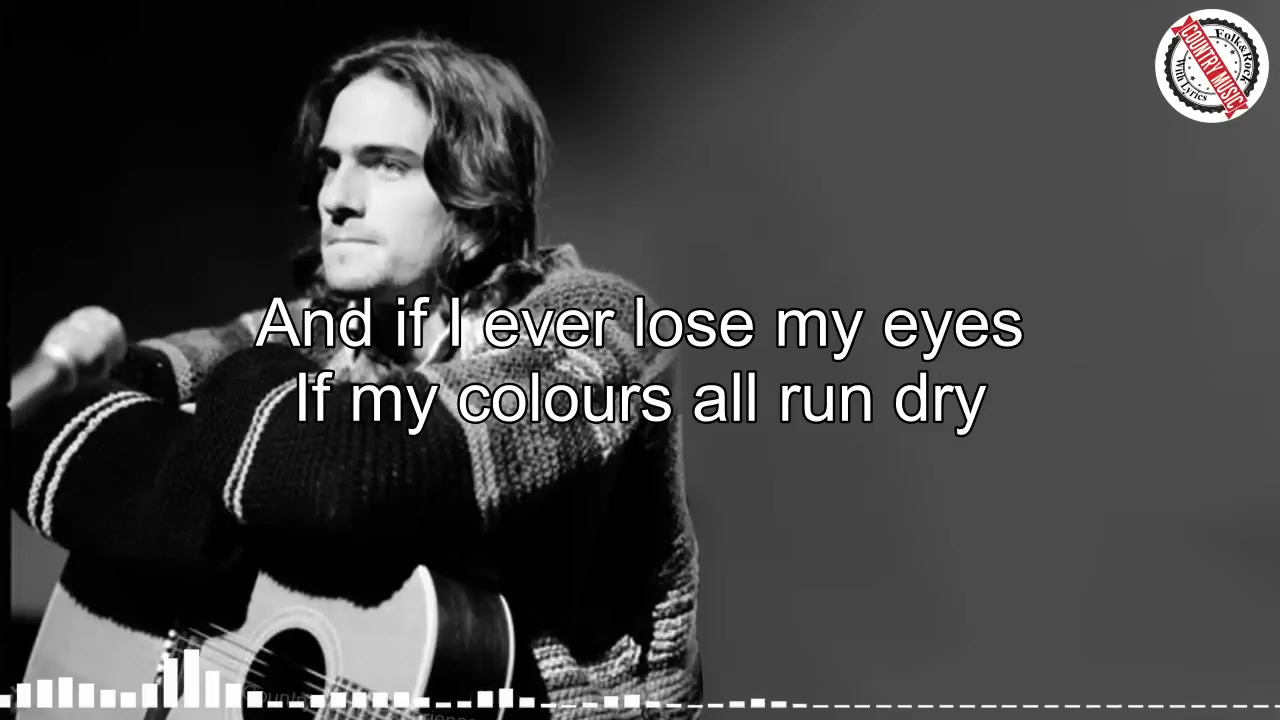 And if I ever lose my eyes
If my colours all run dry
Folk&Rock
COUNTRY MUSIC
With Lyrics